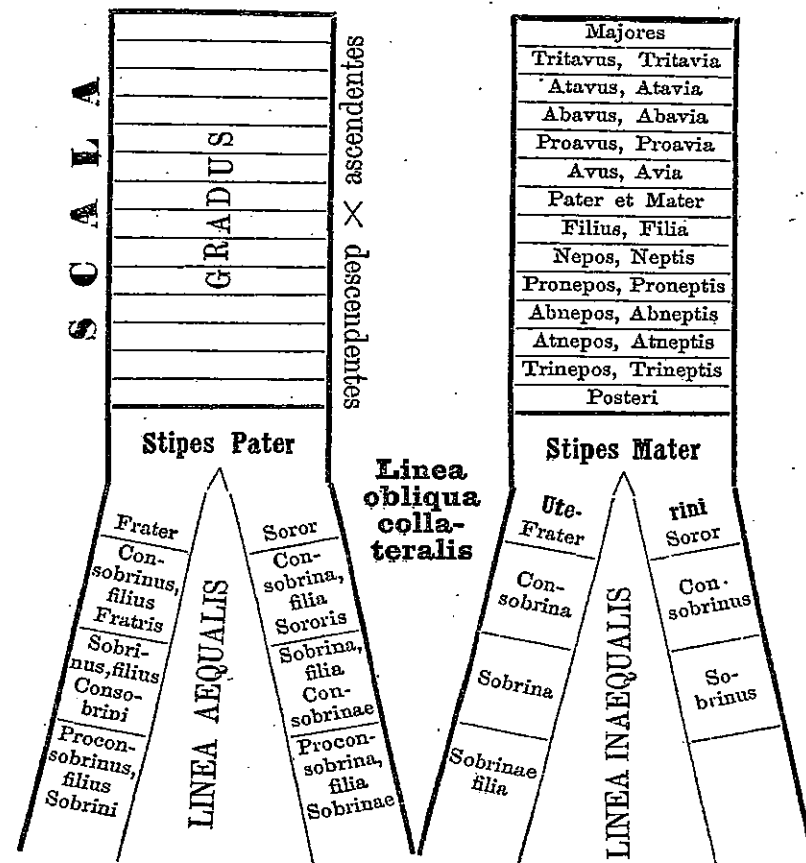 SCALA
GRADUS
descendentes × ascendentes
Stipes Pater
Majores
Tritavus, Tritavia
Atavus, Atavia
Abavus, Abavia
Proavus, Proavia
Avus, Avia
Pater et Mater
Filius, Filia
Nepos, Neptis
Pronepos, Proneptis
Abnepos, Abneptis
Atnepos, Atneptis
Trinepos, Trineptis
Posteri
Stipes Mater
Linea
obliqua
colla-
teralis
Frater
Con-
sobrinus,
filius
Fratris
Sobri-
nus, filius
Conso-
brini
Procon-
sobrinus,
filius
Sobrini
LINEA AEQUALIS
Soror
Con-
sobrina,
filia
Sororis
Sobrina,
filia
Con-
sobrinae
Procon-
sobrina,
filia
Sobrinae
Ute-
Frater
Con-
sobrina
Sobrina
Sobrinae
filia
LINEA INAEQUALIS
rini
Soror
Con-
sobrinus
So-
brinus